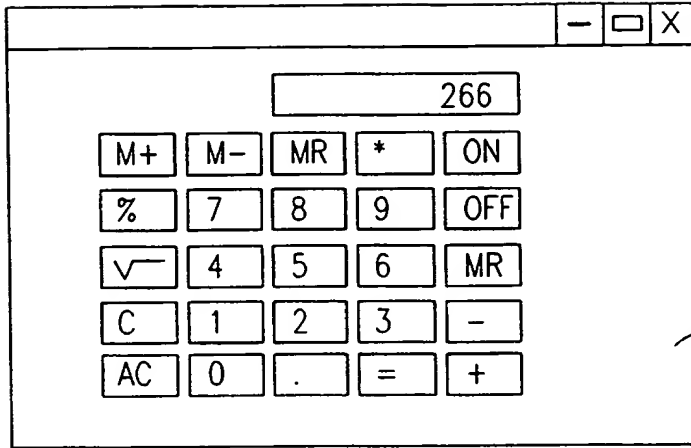 — X
266
M+ M- MR * ON
% 7 8 9 OFF
√ 4 5 6 MR
C 1 2 3 -
AC 0 . = +